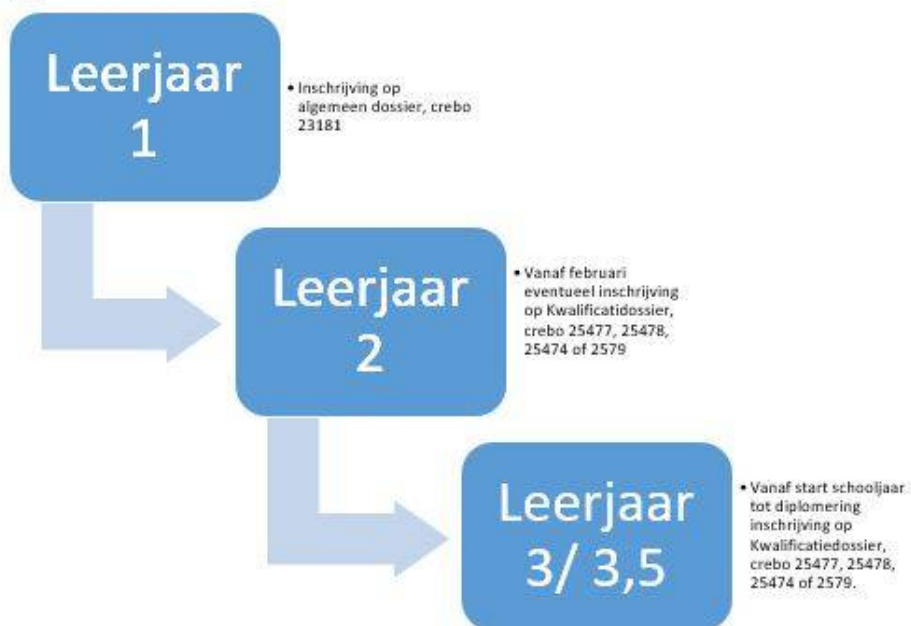 Leerjaar
1
• Inschrijving op
algemeen dossier, crebo
23181
Leerjaar
2
• Vanaf februari
eventueel inschrijving
op Kwalificatidossier,
crebo 25477, 25478,
25474 of 2579
Leerjaar
3/ 3,5
• Vanaf start schooljaar
tot diplomering
inschrijving op
Kwalificatiedossier,
crebo 25477, 25478,
25474 of 2579.